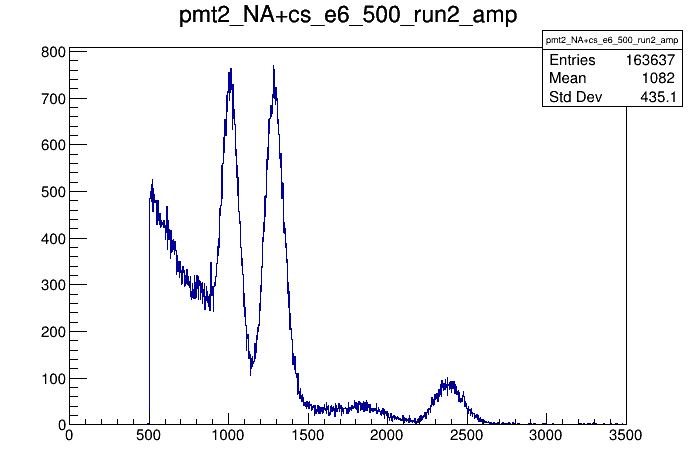 pmt2_NA+cs_e6_500_run2_amp
pmt2_NA+cs_e6_500_run2_amp
Entries 163637
Mean 1082
Std Dev 435.1
800
700
600
500
400
300
200
100
0
0 500 1000 1500 2000 2500 3000 3500